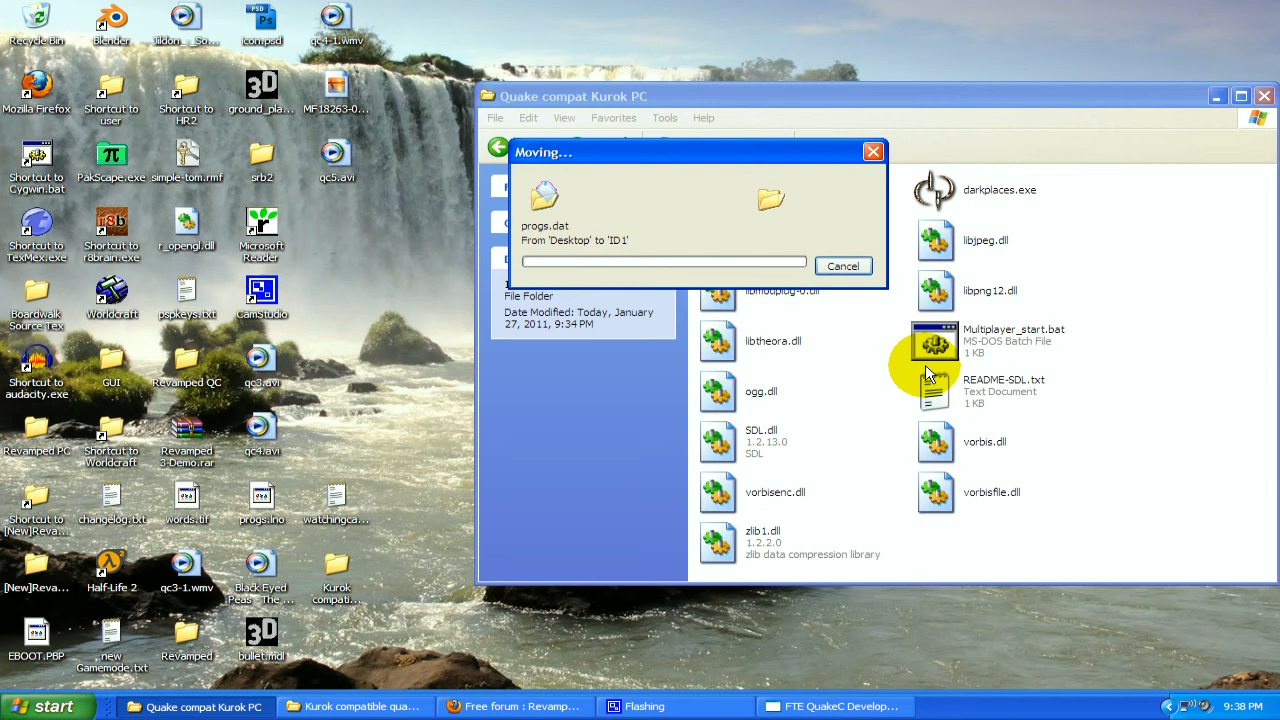 Recycle Bin
Blender
Jildon_-_So...
icon.psd
qc4-1.wmv
Mozilla Firefox
Shortcut to
user
Shortcut to
HR2
ground_pla...
MF18263-0...
Shortcut to
Cygwin.bat
PakScape.exe
simple-tom.rmf
srb2
qc5.avi
Shortcut to
TexMex.exe
Shortcut to
r8brain.exe
r_opengl.dll
Microsoft
Reader
Boardwalk
Source Tex
Worldcraft
pspkeys.txt
CamStudio
Shortcut to
audacity.exe
GUI
Revamped QC
qc3.avi
Revamped PC
Shortcut to
Worldcraft
Revamped
3-Demo.rar
qc4.avi
Shortcut to
[New]Reva...
changelog.txt
words.tif
progs.lno
watchingca...
[New]Reva...
Half-Life 2
qc3-1.wmv
Black Eyed
Peas - The ...
Kurok
compati...
EBOOT.PBP
new
Gamemode.txt
Revamped
bullet.mdl
Quake compat Kurok PC
File Edit View Favorites Tools Help
Moving...
progs.dat
From 'Desktop' to 'ID1'
Cancel
File Folder
Date Modified: Today, January
27, 2011, 9:34 PM
darkplaces.exe
libjpeg.dll
libmodplug-0.dll
libpng12.dll
libtheora.dll
Multiplayer_start.bat
MS-DOS Batch File
1 KB
ogg.dll
README-SDL.txt
Text Document
1 KB
SDL.dll
1.2.13.0
SDL
vorbis.dll
vorbisenc.dll
vorbisfile.dll
zlib1.dll
1.2.2.0
zlib data compression library
start
Quake compat Kurok PC
Kurok compatible qua...
Free forum : Revamp...
Flashing
FTE QuakeC Develop...
9:38 PM